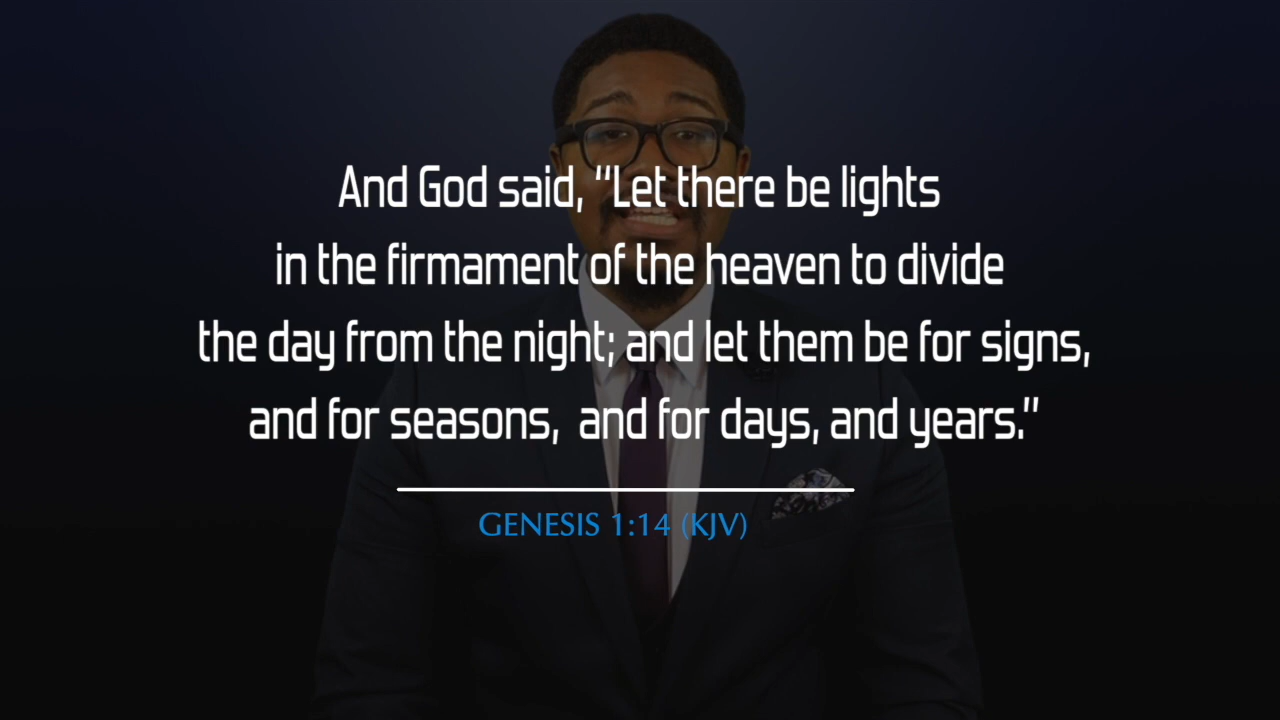 And God said, “Let there be lights
in the firmament of the heaven to divide
the day from the night; and let them be for signs,
and for seasons, and for days, and years.”
GENESIS 1:14 (KJV)